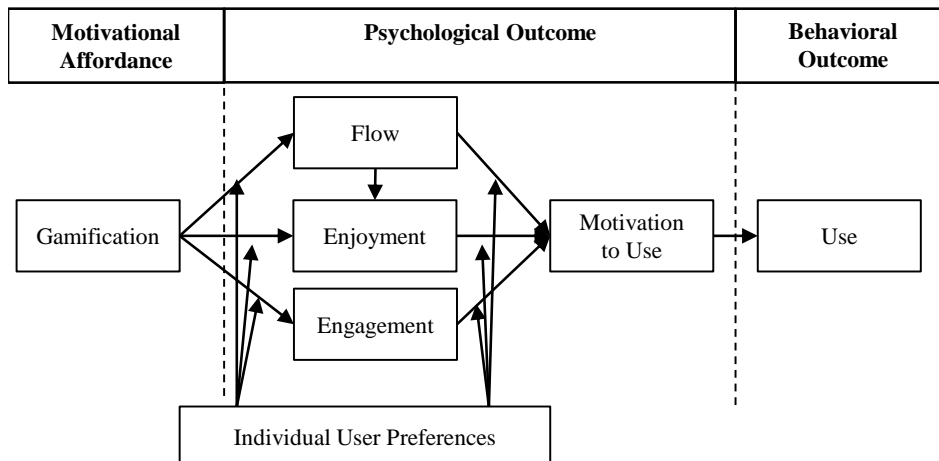 Motivational
Affordance
Psychological Outcome
Behavioral
Outcome
Flow
Gamification
Enjoyment
Motivation
to Use
Use
Engagement
Individual User Preferences